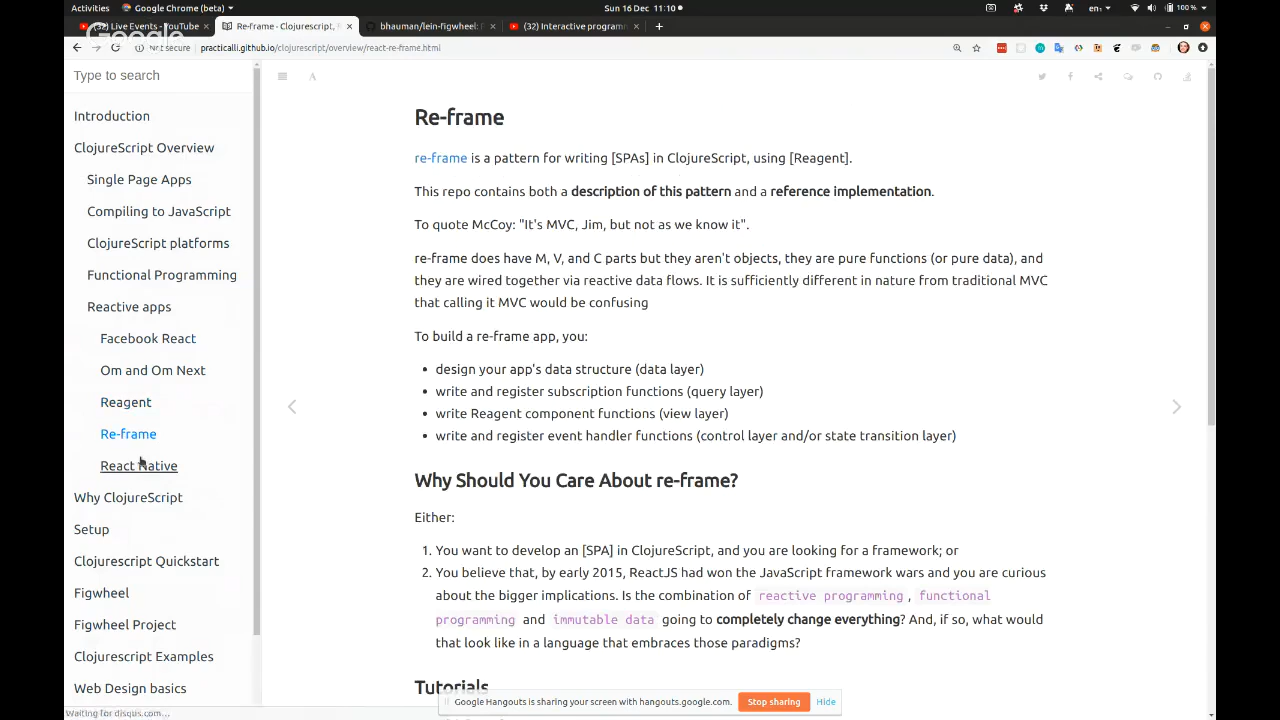 Activities
Google Chrome (beta)
Sun 16 Dec 11:10
en
100 %
(32) Live Events - YouTube
Re-frame - Clojurescript,
bhauman/lein-figwheel:
(32) Interactive programm
Google
Not secure
practicalli.github.io/clojurescript/overview/react-re-frame.html
Type to search
Introduction
ClojureScript Overview
Single Page Apps
Compiling to JavaScript
ClojureScript platforms
Functional Programming
Reactive apps
Facebook React
Om and Om Next
Reagent
Re-frame
React Native
Why ClojureScript
Setup
Clojurescript Quickstart
Figwheel
Figwheel Project
Clojurescript Examples
Web Design basics
Waiting for disqus.com...
A
Re-frame
re-frame is a pattern for writing [SPAs] in ClojureScript, using [Reagent].
This repo contains both a description of this pattern and a reference implementation.
To quote McCoy: "It's MVC, Jim, but not as we know it".
re-frame does have M, V, and C parts but they aren't objects, they are pure functions (or pure data), and
they are wired together via reactive data flows. It is sufficiently different in nature from traditional MVC
that calling it MVC would be confusing
To build a re-frame app, you:
• design your app's data structure (data layer)
• write and register subscription functions (query layer)
• write Reagent component functions (view layer)
• write and register event handler functions (control layer and/or state transition layer)
Why Should You Care About re-frame?
Either:
1. You want to develop an [SPA] in ClojureScript, and you are looking for a framework; or
2. You believe that, by early 2015, ReactJS had won the JavaScript framework wars and you are curious
about the bigger implications. Is the combination of reactive programming , functional
programming and immutable data going to completely change everything? And, if so, what would
that look like in a language that embraces those paradigms?
Tutorials
Google Hangouts is sharing your screen with hangouts.google.com.
Stop sharing
Hide